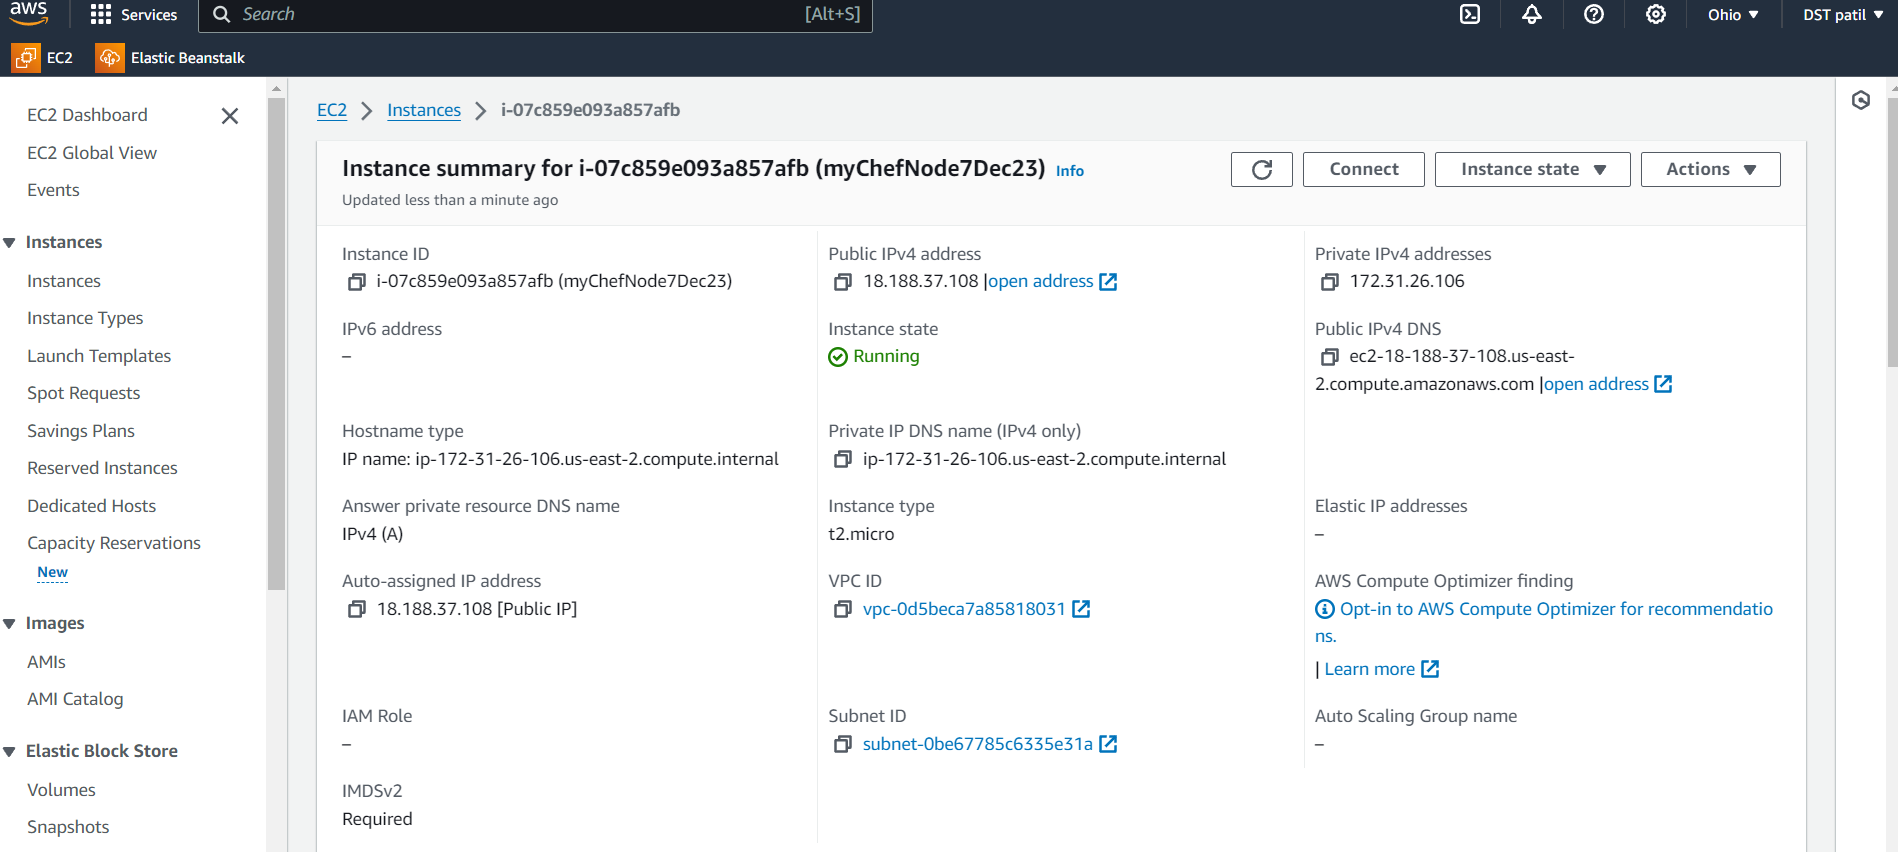 aws
Services
Search [Alt+S]
Ohio
DST patil
EC2
Elastic Beanstalk
EC2 Dashboard
EC2 Global View
Events
Instances
Instances
Instance Types
Launch Templates
Spot Requests
Savings Plans
Reserved Instances
Dedicated Hosts
Capacity Reservations
New
Images
AMIs
AMI Catalog
Elastic Block Store
Volumes
Snapshots
EC2 Instances i-07c859e093a857afb
Instance summary for i-07c859e093a857afb (myChefNode7Dec23) Info
Updated less than a minute ago
Connect
Instance state
Actions
Instance ID
i-07c859e093a857afb (myChefNode7Dec23)
Public IPv4 address
18.188.37.108 |open address
Private IPv4 addresses
172.31.26.106
IPv6 address
–
Instance state
Running
Public IPv4 DNS
ec2-18-188-37-108.us-east-
2.compute.amazonaws.com |open address
Hostname type
IP name: ip-172-31-26-106.us-east-2.compute.internal
Private IP DNS name (IPv4 only)
ip-172-31-26-106.us-east-2.compute.internal
Answer private resource DNS name
IPv4 (A)
Instance type
t2.micro
Elastic IP addresses
–
Auto-assigned IP address
18.188.37.108 [Public IP]
VPC ID
vpc-0d5beca7a85818031
AWS Compute Optimizer finding
Opt-in to AWS Compute Optimizer for recommendatio
ns.
| Learn more
IAM Role
–
Subnet ID
subnet-0be67785c6335e31a
Auto Scaling Group name
–
IMDSv2
Required